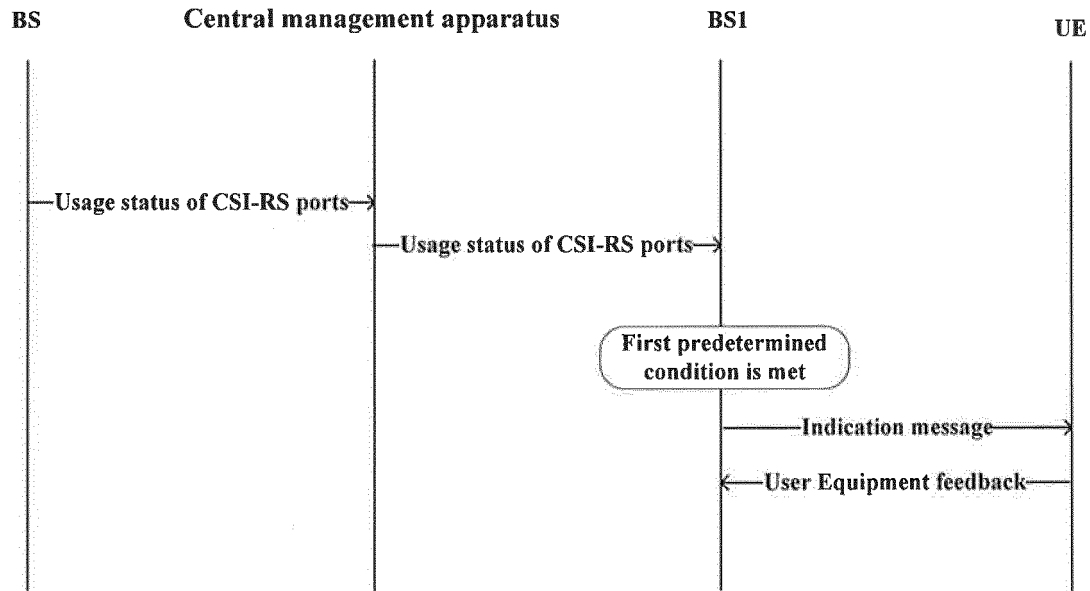 BS
Central management apparatus
BS1
UE
Usage status of CSI-RS ports
Usage status of CSI-RS ports
First predetermined
condition is met
Indication message
User Equipment feedback